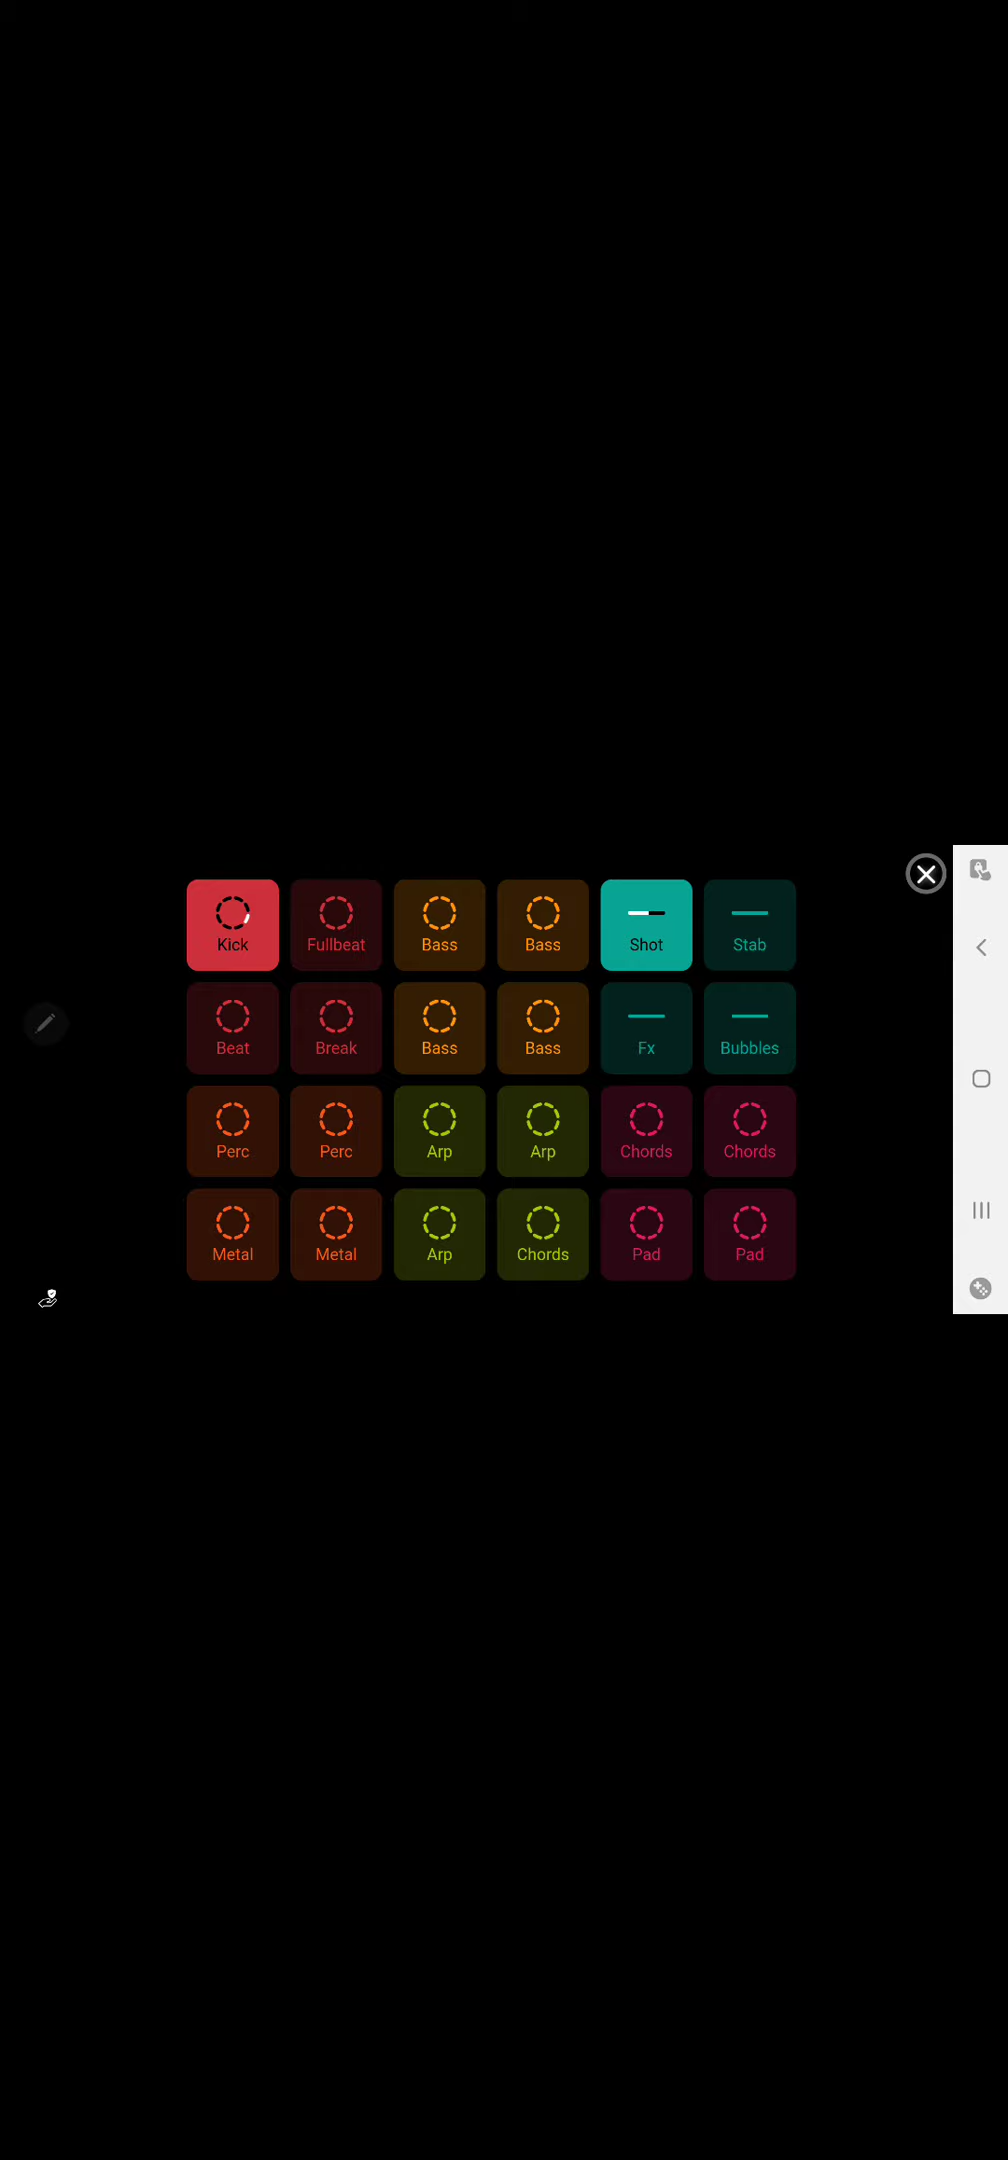 Kick Fullbeat Bass Bass Shot Stab
Beat Break Bass Bass Fx Bubbles
Perc Perc Arp Arp Chords Chords
Metal Metal Arp Chords Pad Pad